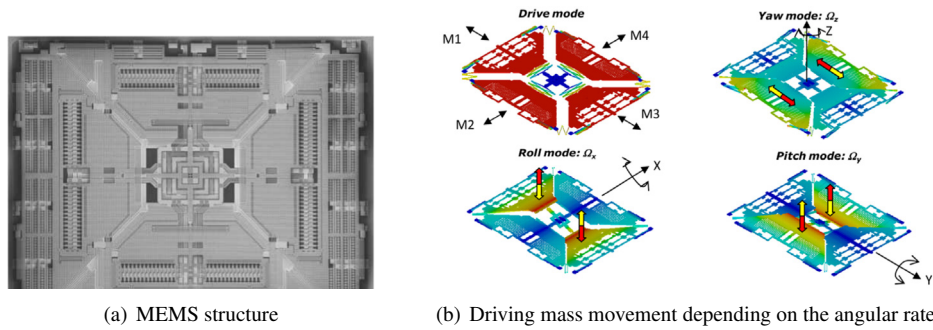 Drive mode
M1
M4
M2
M3
Yaw mode: Ωz
Z
Roll mode: Ωx
X
Pitch mode: Ωy
Y
(a) MEMS structure
(b) Driving mass movement depending on the angular rate